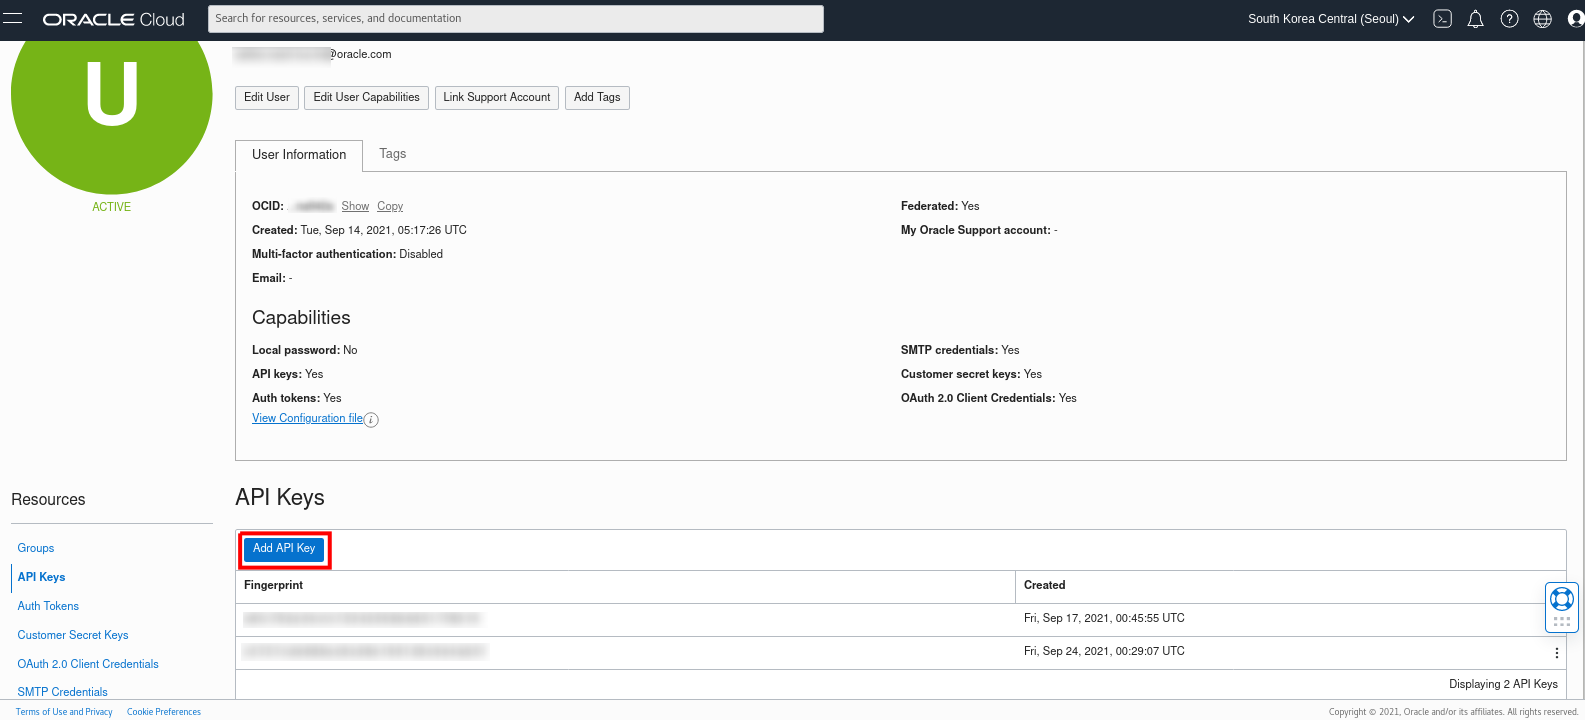 ORACLE Cloud
Search for resources, services, and documentation
South Korea Central (Seoul)
U
ACTIVE
@oracle.com
Edit User
Edit User Capabilities
Link Support Account
Add Tags
User Information
Tags
OCID: Show Copy
Federated: Yes
Created: Tue, Sep 14, 2021, 05:17:26 UTC
My Oracle Support account: -
Multi-factor authentication: Disabled
Email: -
Capabilities
Local password: No
SMTP credentials: Yes
API keys: Yes
Customer secret keys: Yes
Auth tokens: Yes
OAuth 2.0 Client Credentials: Yes
View Configuration file i
Resources
Groups
API Keys
Auth Tokens
Customer Secret Keys
OAuth 2.0 Client Credentials
SMTP Credentials
API Keys
Add API Key
Fingerprint
Created
Fri, Sep 17, 2021, 00:45:55 UTC
Fri, Sep 24, 2021, 00:29:07 UTC
Displaying 2 API Keys
Terms of Use and Privacy
Cookie Preferences
Copyright © 2021, Oracle and/or its affiliates. All rights reserved.